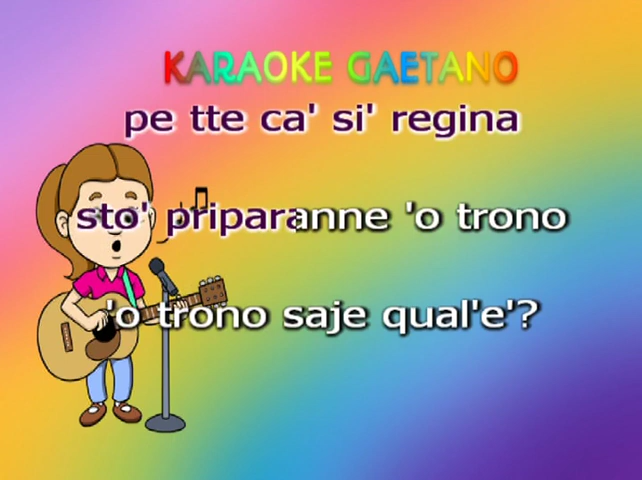 KARAOKE GAETANO
pe tte ca' si' regina
sto' priparanne 'o trono
'o trono saje qual'e'?